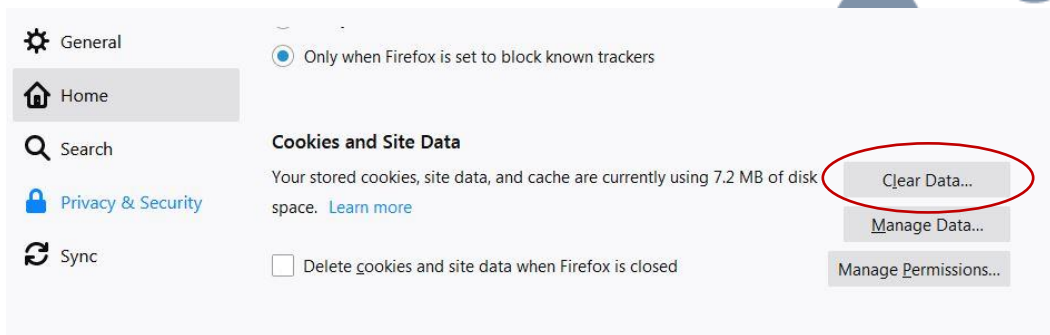 General
Home
Search
Privacy & Security
Sync
Only when Firefox is set to block known trackers
Cookies and Site Data
Your stored cookies, site data, and cache are currently using 7.2 MB of disk
space. Learn more
Delete cookies and site data when Firefox is closed
Clear Data...
Manage Data...
Manage Permissions...